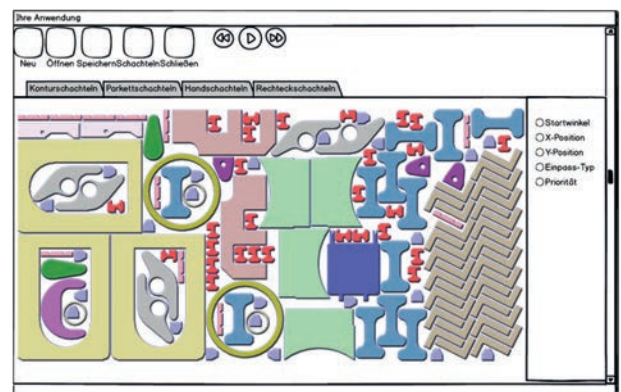 Ihre Anwendung
Neu Öffnen Speichern Schachteln Schließen
Konturschachteln Parkettschachteln Handschachteln Rechteckschachteln
Startwinkel
X-Position
Y-Position
Einpass-Typ
Priorität